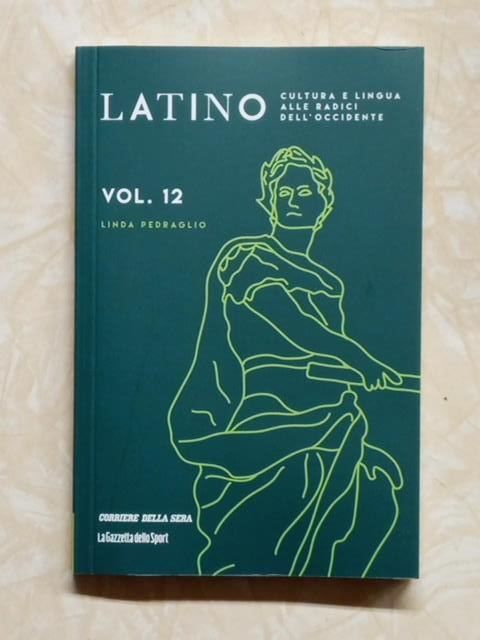 LATINO
CULTURA E LINGUA
ALLE RADICI
DELL'OCCIDENTE
VOL. 12
LINDA PEDRAGLIO
CORRIERE DELLA SERA
La Gazzetta dello Sport